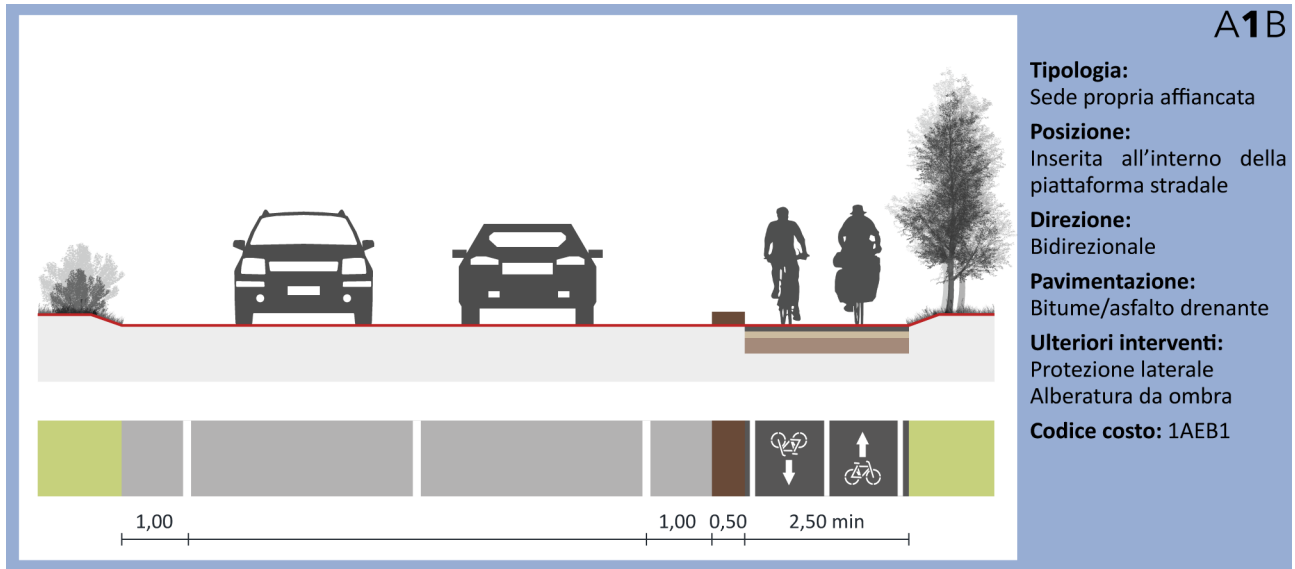 A1B
Tipologia:
Sede propria affiancata
Posizione:
Inserita all'interno della
piattaforma stradale
Direzione:
Bidirezionale
Pavimentazione:
Bitume/asfalto drenante
Ulteriori interventi:
Protezione laterale
Alberatura da ombra
Codice costo: 1AEB1
1,00 1,00 0,50 2,50 min